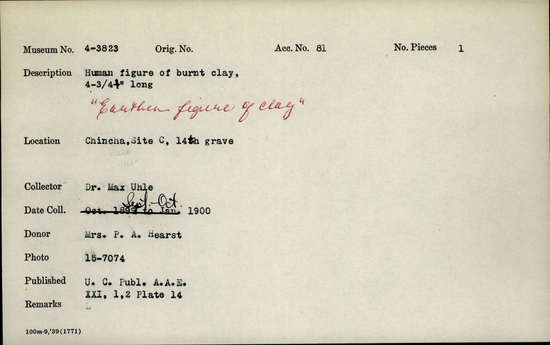 Museum No. 4-3823 Orig. No. Acc. No. 81 No. Pieces 1
Description Human figure of burnt clay,
4-3/4" long
"Earthen figure of clay"
Location Chincha, Site C, 14th grave
Collector Dr. Max Uhle
Sept-Oct
Date Coll. Oct. 1899 to Jan. 1900
Donor Mrs. P. A. Hearst
Photo 15-7074
Published U. C. Publ. A.A.E.
XXI, 1,2 Plate 14
Remarks
100m-9,'39(1771)